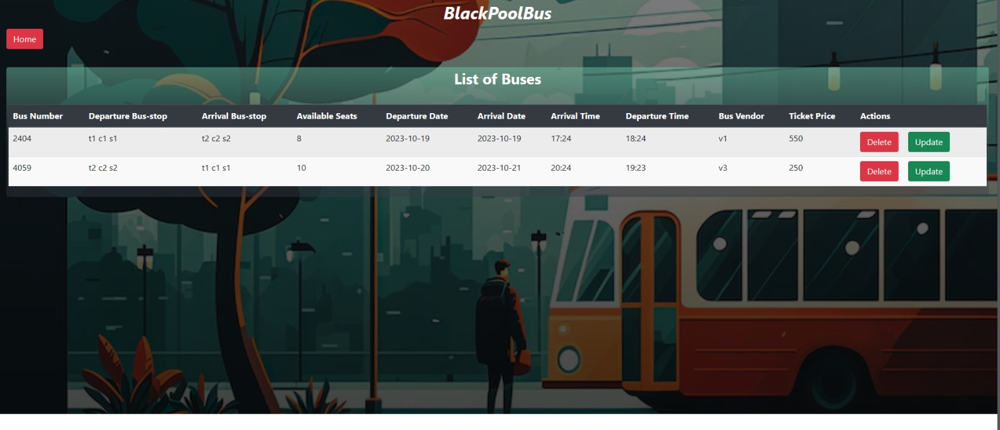 BlackPoolBus
Home
List of Buses
Bus Number Departure Bus-stop Arrival Bus-stop Available Seats Departure Date Arrival Date Arrival Time Departure Time Bus Vendor Ticket Price Actions
2404 t1 c1 s1 t2 c2 s2 8 2023-10-19 2023-10-19 17:24 18:24 v1 550 Delete Update
4059 t2 c2 s2 t1 c1 s1 10 2023-10-20 2023-10-21 20:24 19:23 v3 250 Delete Update